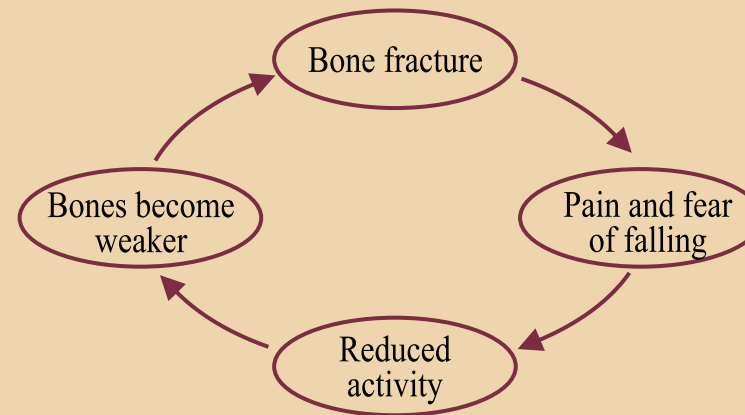 Bone fracture
Pain and fear
of falling
Reduced
activity
Bones become
weaker